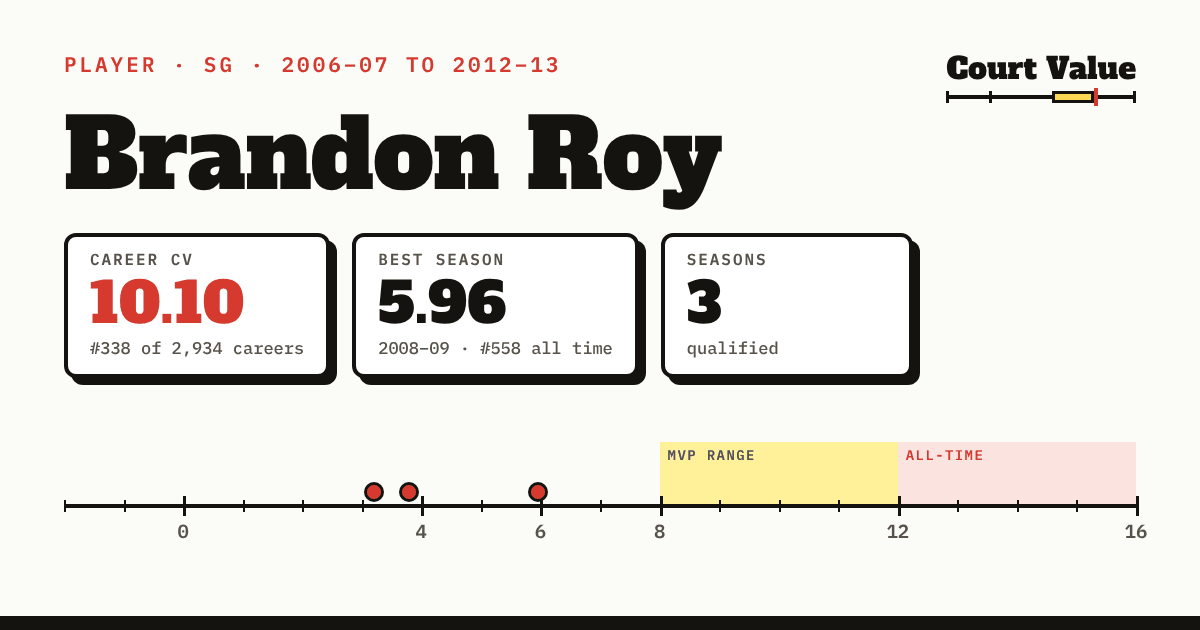 PLAYER · SG · 2006–07 TO 2012–13
Court Value
Brandon Roy
CAREER CV
10.10
#338 of 2,934 careers
BEST SEASON
5.96
2008–09 · #558 all time
SEASONS
3
qualified
MVP RANGE
ALL-TIME
0 4 6 8 12 16